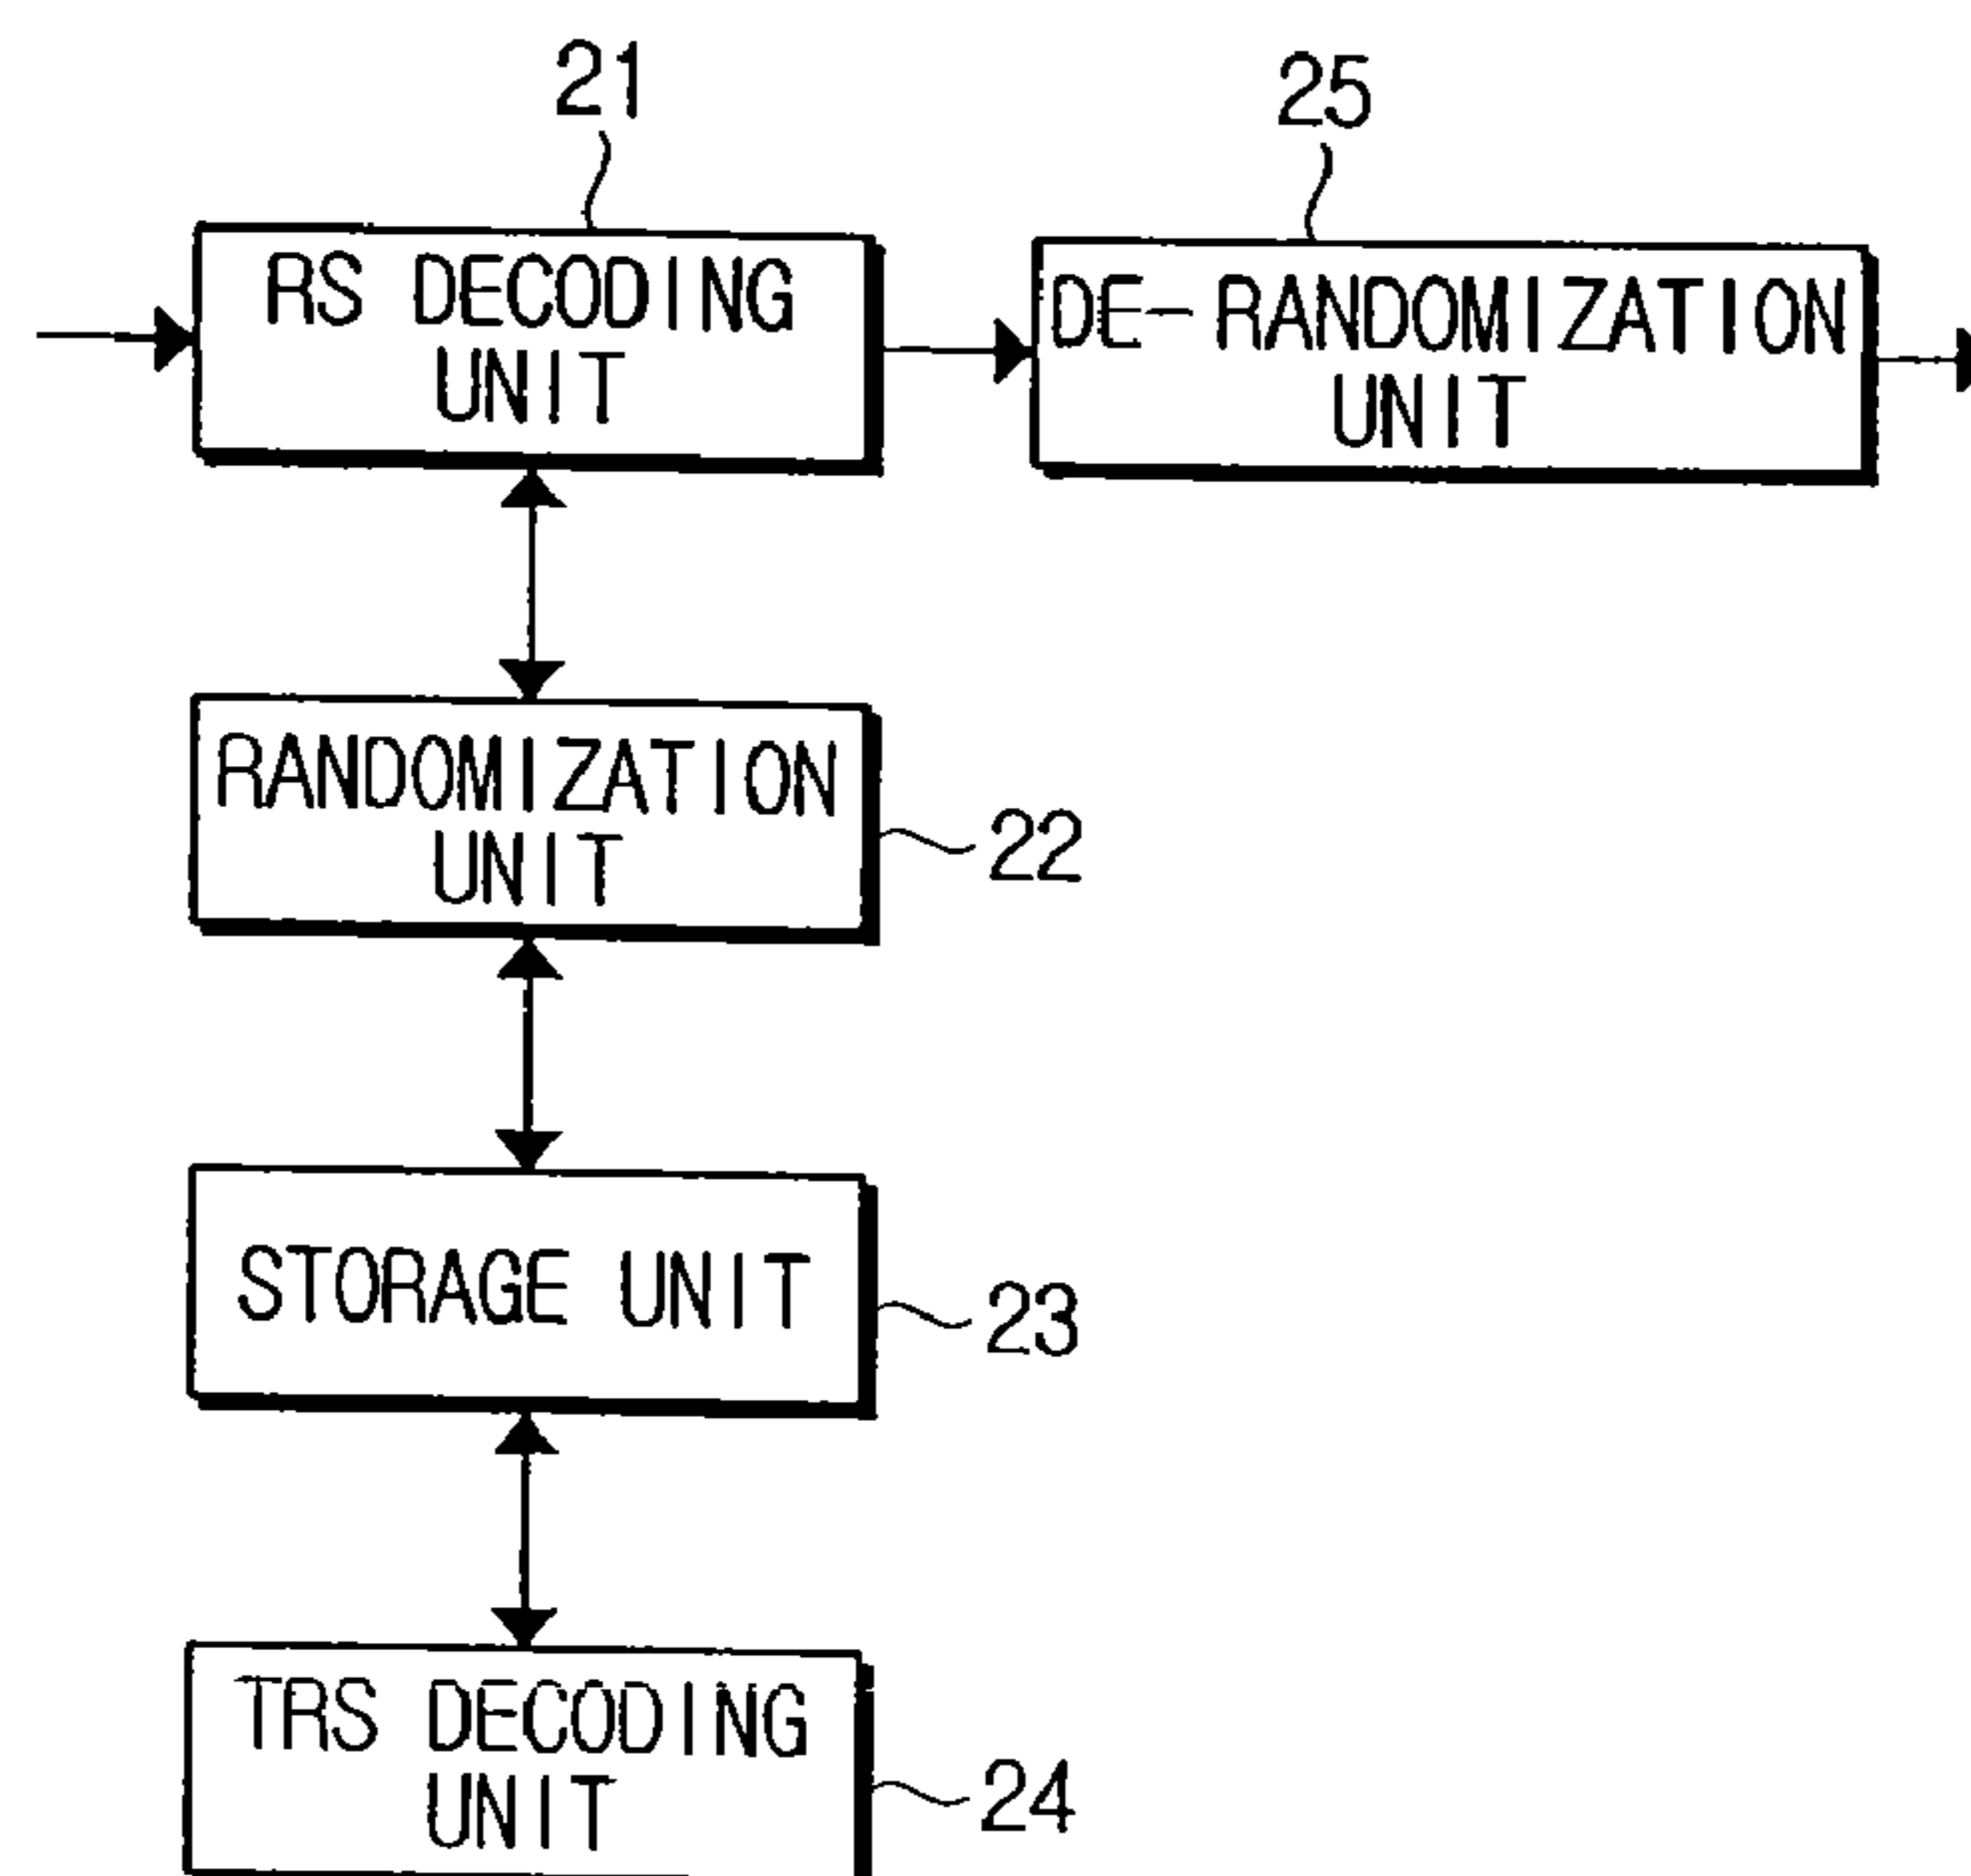 21
25
RS DECODING
UNIT
DE-RANDOMIZATION
UNIT
RANDOMIZATION
UNIT
22
STORAGE UNIT
23
TRS DECODING
UNIT
24